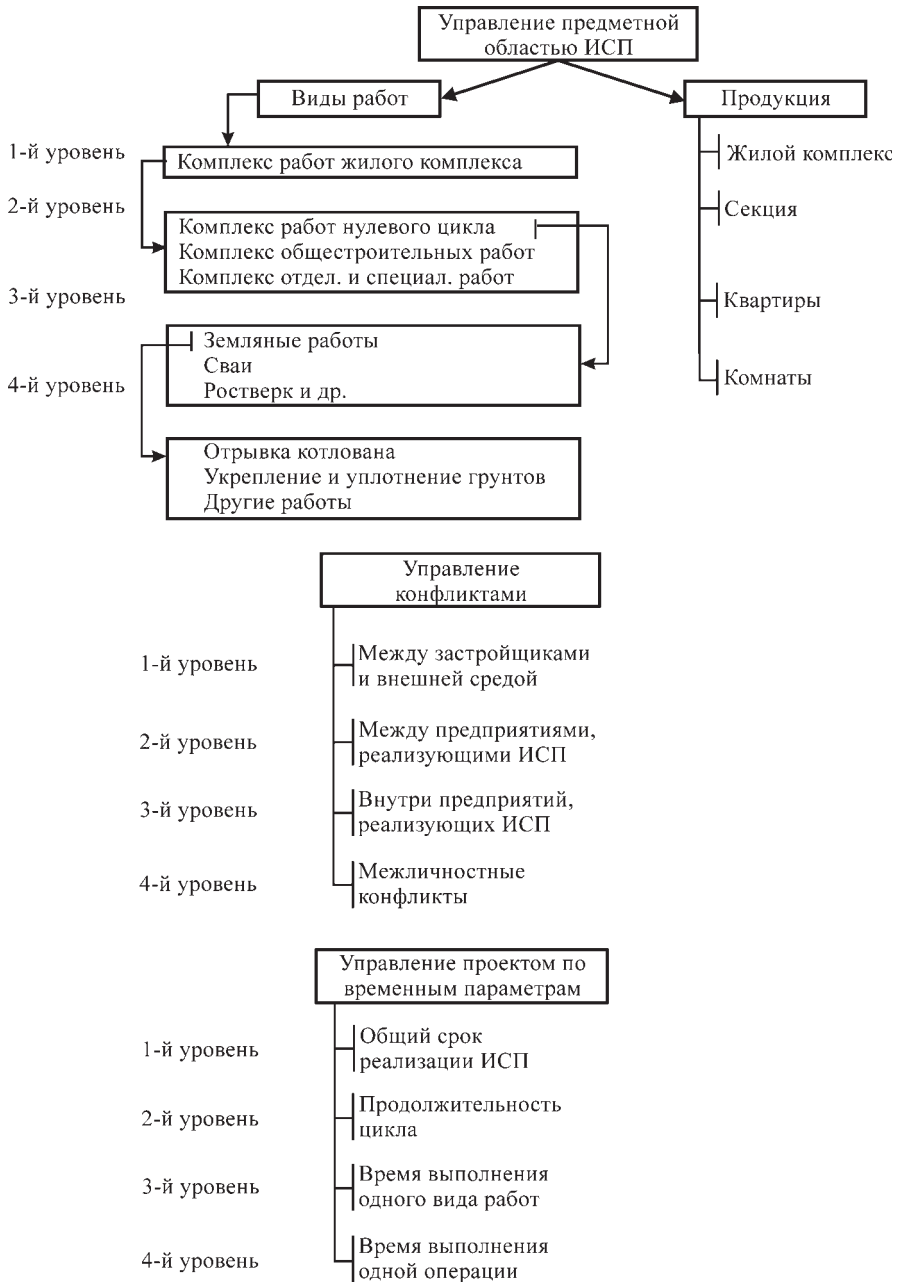 Управление предметной
областью ИСП
Виды работ
Продукция
1-й уровень
Комплекс работ жилого комплекса
Жилой комплекс
2-й уровень
Секция
Комплекс работ нулевого цикла
Комплекс общестроительных работ
Комплекс отдел. и специал. работ
3-й уровень
Квартиры
Земляные работы
Сваи
Ростверк и др.
4-й уровень
Комнаты
Отрывка котлована
Укрепление и уплотнение грунтов
Другие работы
Управление
конфликтами
1-й уровень
Между застройщиками
и внешней средой
2-й уровень
Между предприятиями,
реализующими ИСП
3-й уровень
Внутри предприятий,
реализующих ИСП
4-й уровень
Межличностные
конфликты
Управление проектом по
временным параметрам
1-й уровень
Общий срок
реализации ИСП
2-й уровень
Продолжительность
цикла
3-й уровень
Время выполнения
одного вида работ
4-й уровень
Время выполнения
одной операции